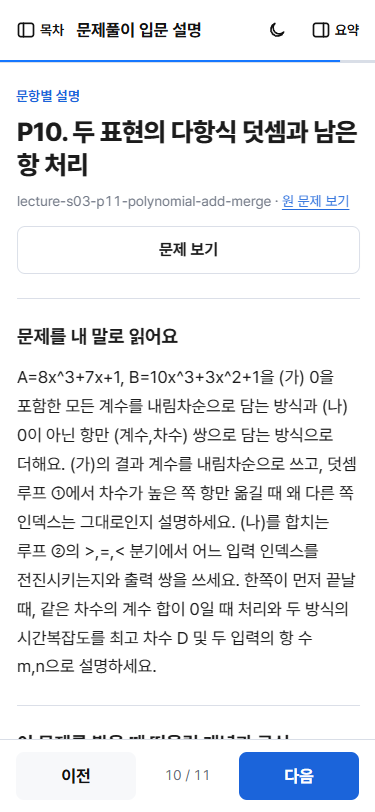 목차 문제풀이 입문 설명 요약
문항별 설명
P10. 두 표현의 다항식 덧셈과 남은
항 처리
lecture-s03-p11-polynomial-add-merge · 원 문제 보기
문제 보기
문제를 내 말로 읽어요
A=8x^3+7x+1, B=10x^3+3x^2+1을 (가) 0을
포함한 모든 계수를 내림차순으로 담는 방식과 (나)
0이 아닌 항만 (계수,차수) 쌍으로 담는 방식으로
더해요. (가)의 결과 계수를 내림차순으로 쓰고, 덧셈
루프 ①에서 차수가 높은 쪽 항만 옮길 때 왜 다른 쪽
인덱스는 그대로인지 설명하세요. (나)를 합치는
루프 ②의 >,=,< 분기에서 어느 입력 인덱스를
전진시키는지와 출력 쌍을 쓰세요. 한쪽이 먼저 끝날
때, 같은 차수의 계수 합이 0일 때 처리와 두 방식의
시간복잡도를 최고 차수 D 및 두 입력의 항 수
m,n으로 설명하세요.
이전 10 / 11 다음